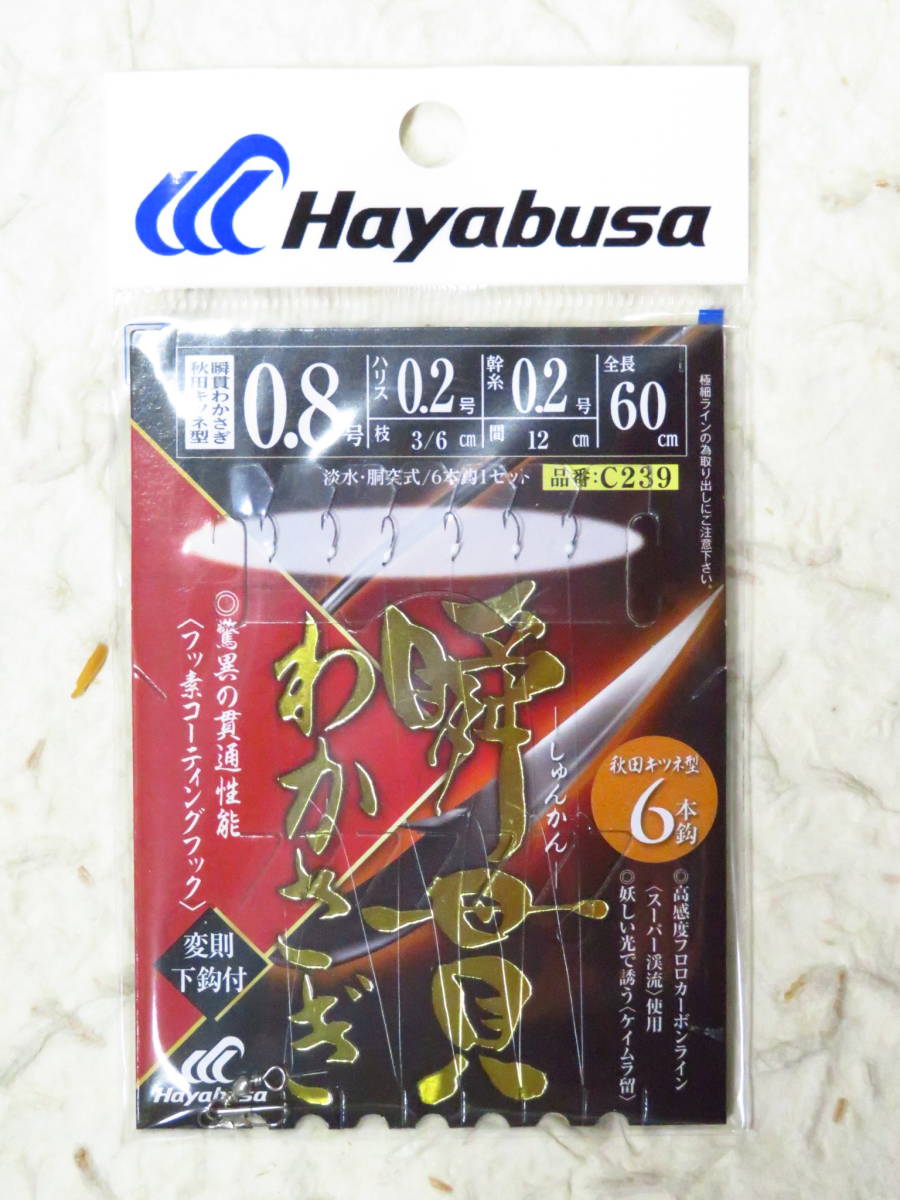 Hayabusa
瞬貫わかさぎ
秋田キツネ型
0.8号
ハリス
0.2号
枝 3/6 cm
幹糸
0.2号
間 12 cm
全長
60cm
淡水・胴突式/6本鈎1セット
品番:C239
極細ラインの為取り出しにご注意下さい。
瞬貫
しゅんかん
わかさぎ
◎驚異の貫通性能
〈フッ素コーティングフック〉
秋田キツネ型
6本鈎
◎高感度フロロカーボンライン
〈スーパー渓流〉使用
◎妖しい光で誘う〈ケイムラ留〉
変則
下鈎付
Hayabusa